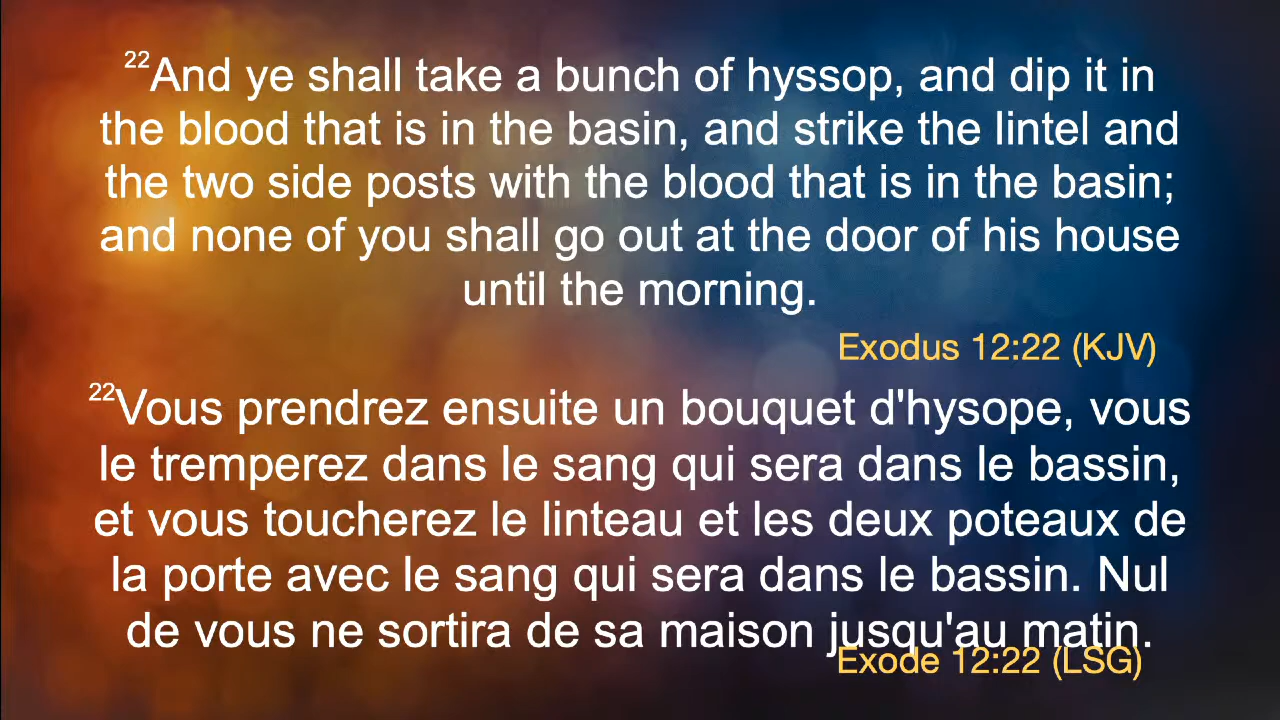 22And ye shall take a bunch of hyssop, and dip it in
the blood that is in the basin, and strike the lintel and
the two side posts with the blood that is in the basin;
and none of you shall go out at the door of his house
until the morning.
Exodus 12:22 (KJV)
22Vous prendrez ensuite un bouquet d'hysope, vous
le tremperez dans le sang qui sera dans le bassin,
et vous toucherez le linteau et les deux poteaux de
la porte avec le sang qui sera dans le bassin. Nul
de vous ne sortira de sa maison jusqu'au matin.
Exode 12:22 (LSG)